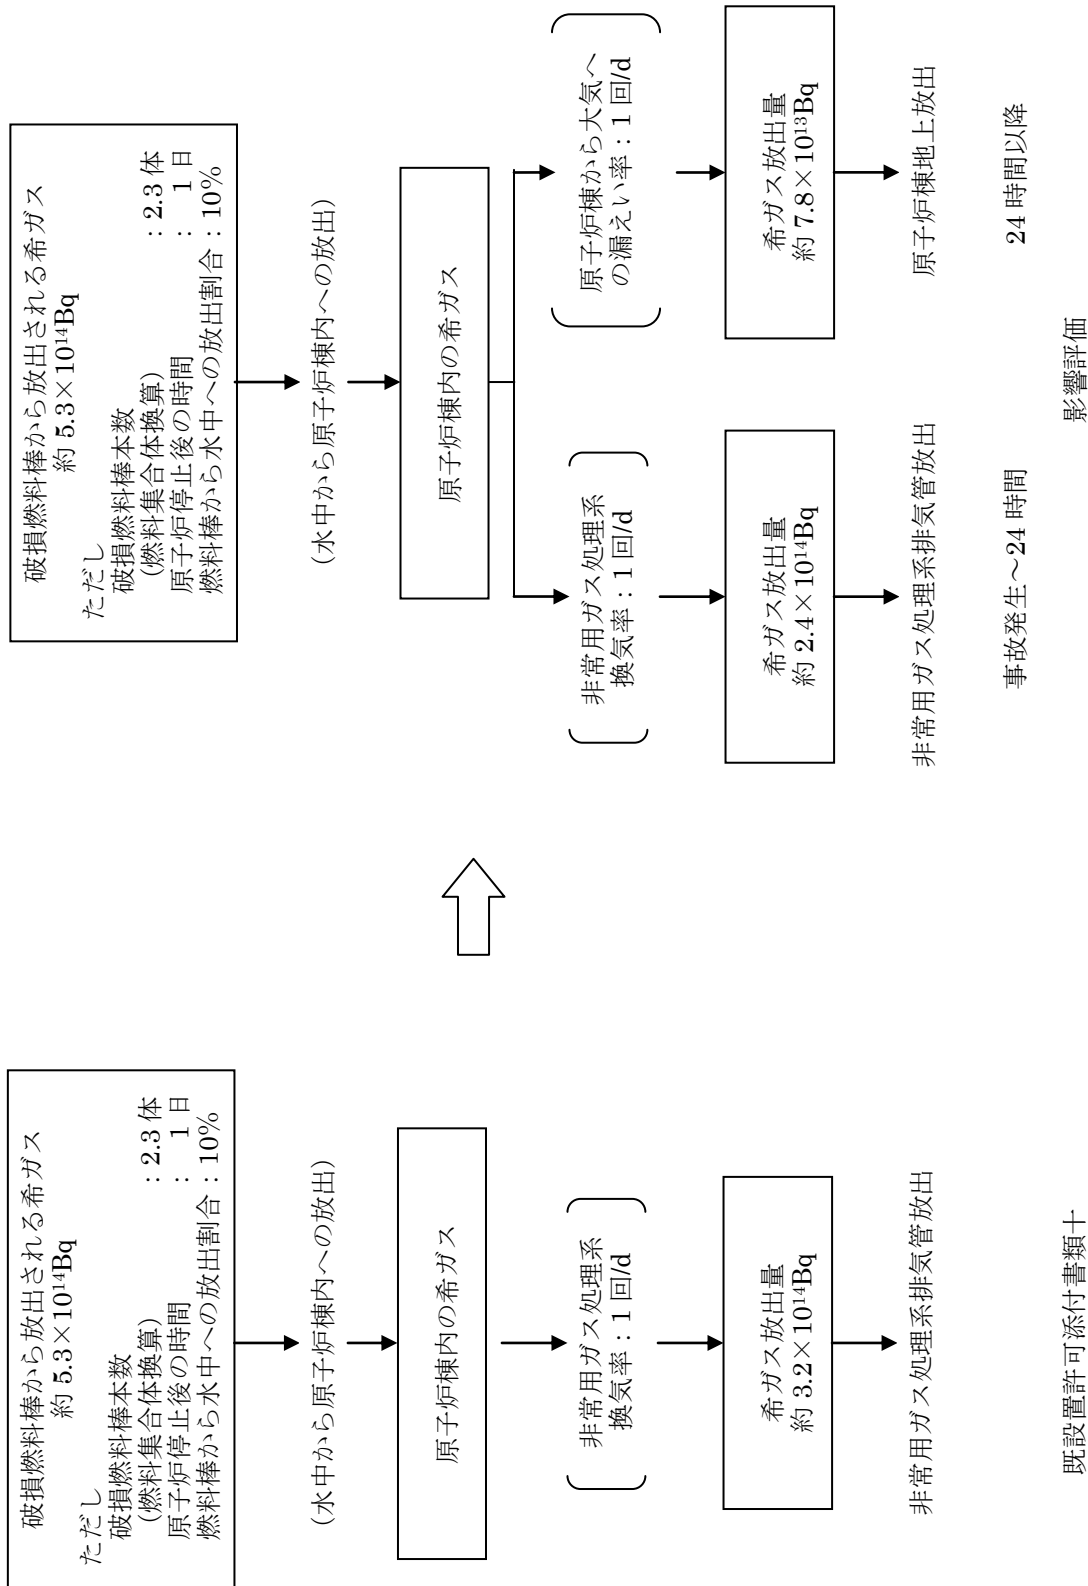 破損燃料棒から放出される希ガス
約 5.3×10¹⁴Bq
ただし
破損燃料棒本数
(燃料集合体換算) : 2.3 体
原子炉停止後の時間 : 1 日
燃料棒から水中への放出割合 : 10%
(水中から原子炉棟内への放出)
原子炉棟内の希ガス
非常用ガス処理系
換気率 : 1 回/d
希ガス放出量
約 3.2×10¹⁴Bq
非常用ガス処理系排気管放出
既設置許可添付書類十
破損燃料棒から放出される希ガス
約 5.3×10¹⁴Bq
ただし
破損燃料棒本数
(燃料集合体換算) : 2.3 体
原子炉停止後の時間 : 1 日
燃料棒から水中への放出割合 : 10%
(水中から原子炉棟内への放出)
原子炉棟内の希ガス
非常用ガス処理系
換気率 : 1 回/d
希ガス放出量
約 2.4×10¹⁴Bq
非常用ガス処理系排気管放出
事故発生～24 時間
原子炉棟から大気へ
の漏えい率 : 1 回/d
希ガス放出量
約 7.8×10¹³Bq
原子炉棟地上放出
24 時間以降
影響評価